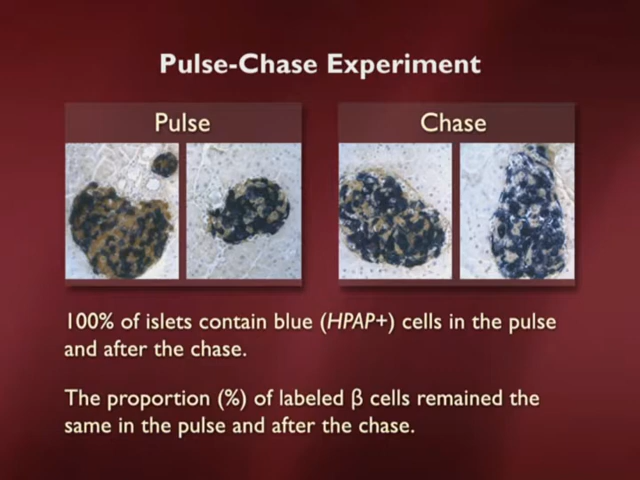 Pulse-Chase Experiment
Pulse
Chase
100% of islets contain blue (HPAP+) cells in the pulse
and after the chase.
The proportion (%) of labeled β cells remained the
same in the pulse and after the chase.